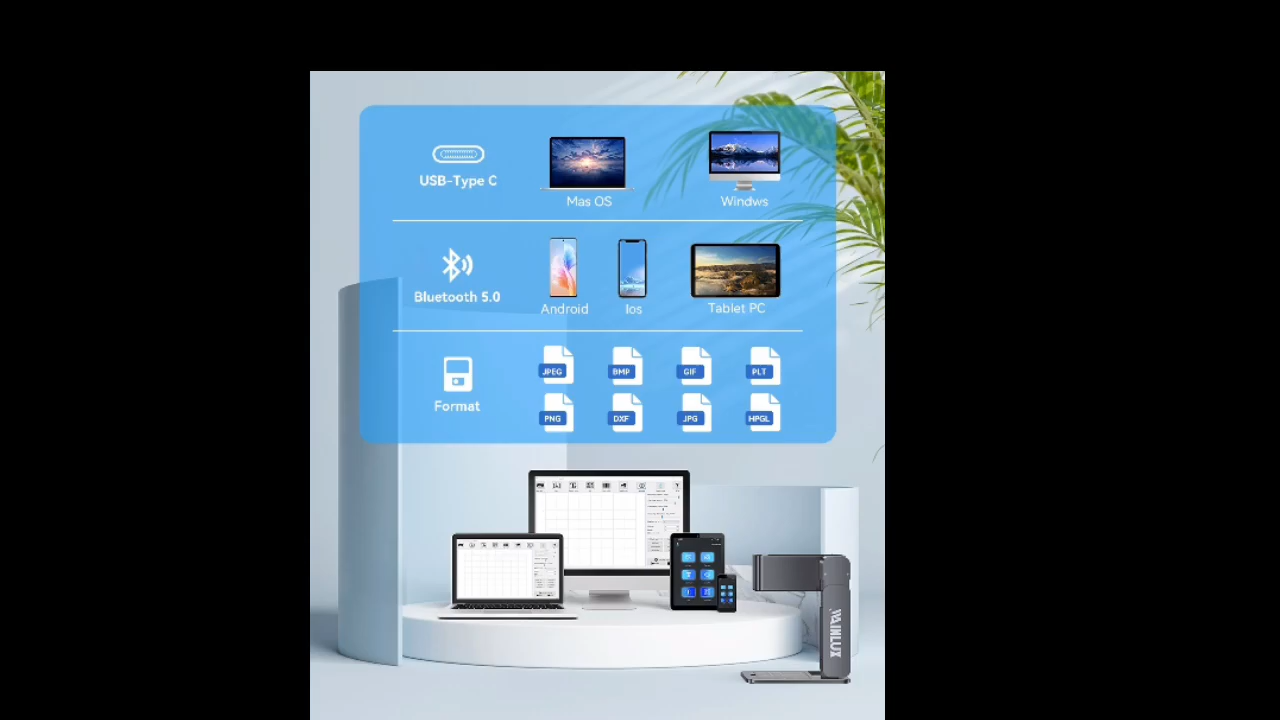 USB-Type C
Mas OS
Windws
Bluetooth 5.0
Android
Ios
Tablet PC
Format
JPEG
BMP
GIF
PLT
PNG
DXF
JPG
HPGL
WAINLUX